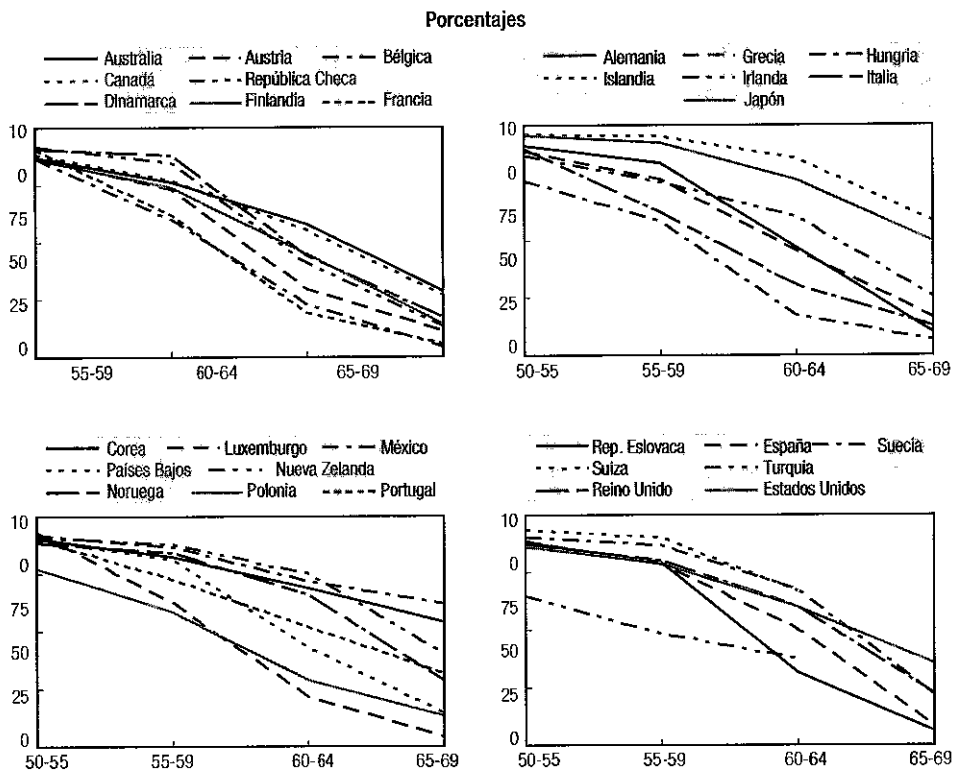 Porcentajes
Australia Austria Bélgica
Canadá República Checa
Dinamarca Finlandia Francia
10
0
75
50
25
0
55-59 60-64 65-69
Alemania Grecia Hungria
Islandia Irlanda Italia
Japón
10
0
75
50
25
0
50-55 55-59 60-64 65-69
Corea Luxemburgo México
Países Bajos Nueva Zelanda
Noruega Polonia Portugal
10
0
75
50
25
0
50-55 55-59 60-64 65-69
Rep. Eslovaca España Suecia
Suiza Turquia
Reino Unido Estados Unidos
10
0
75
50
25
0
50-55 55-59 60-64 65-69